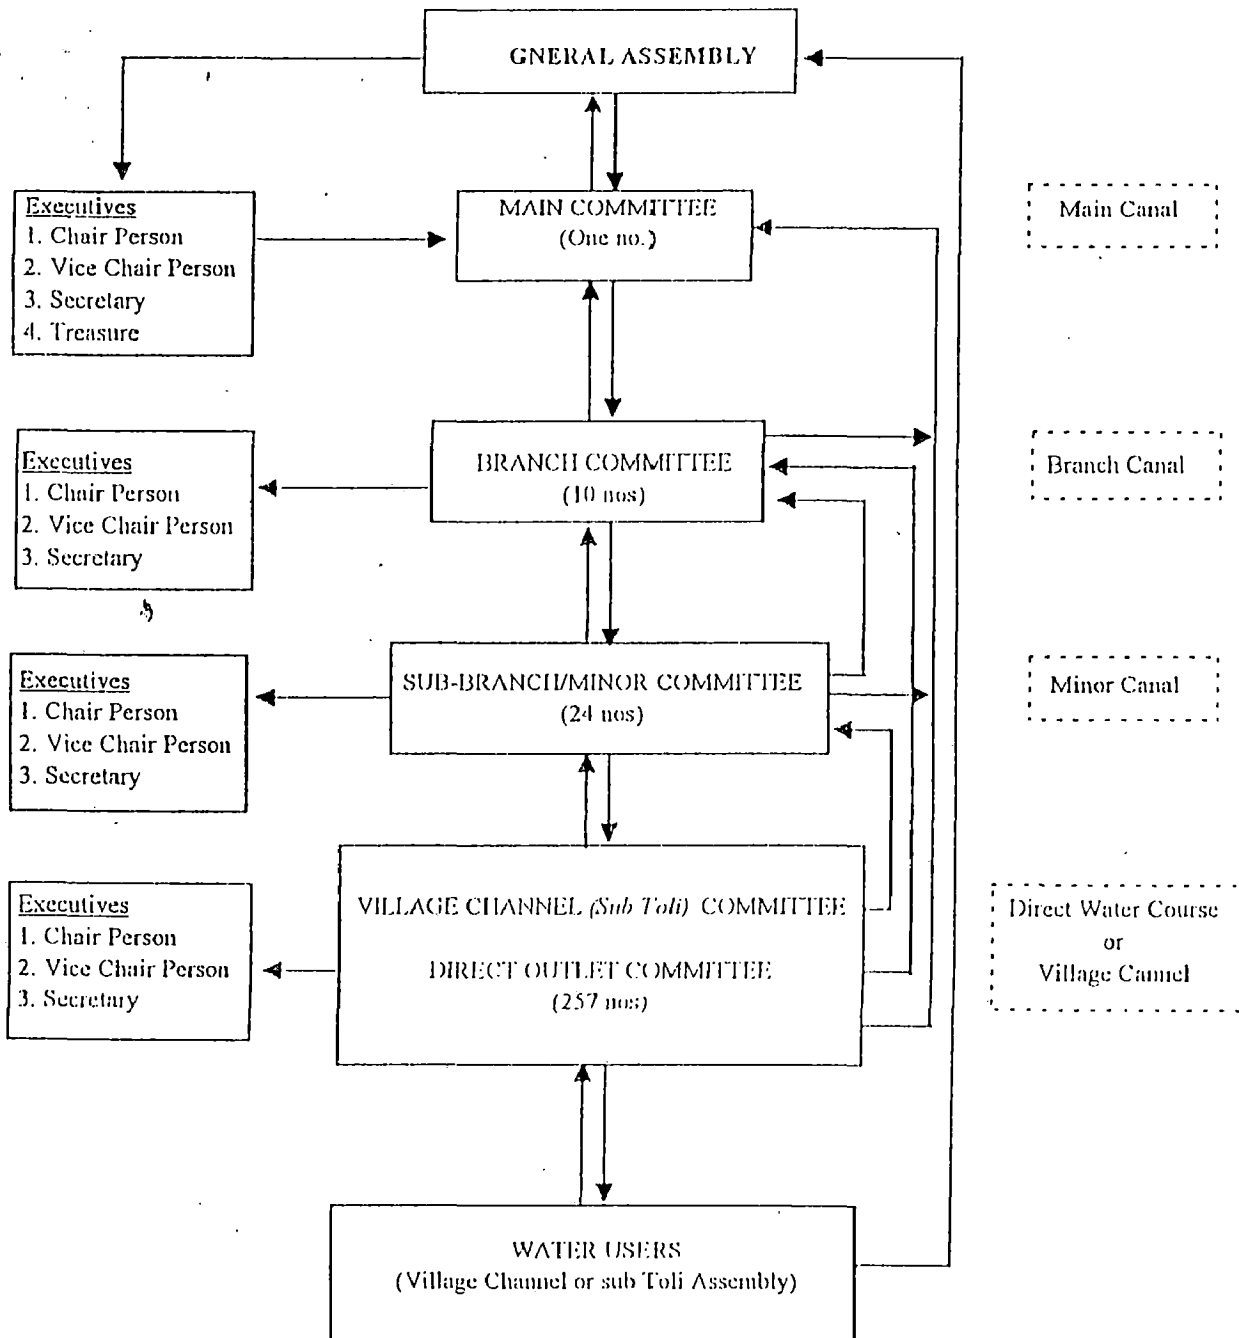 GNERAL ASSEMBLY
Executives
1. Chair Person
2. Vice Chair Person
3. Secretary
4. Treasure
MAIN COMMITTEE
(One no.)
Main Canal
Executives
1. Chair Person
2. Vice Chair Person
3. Secretary
BRANCH COMMITTEE
(10 nos)
Branch Canal
Executives
1. Chair Person
2. Vice Chair Person
3. Secretary
SUB-BRANCH/MINOR COMMITTEE
(24 nos)
Minor Canal
Executives
1. Chair Person
2. Vice Chair Person
3. Secretary
VILLAGE CHANNEL (Sub Toli) COMMITTEE
DIRECT OUTLET COMMITTEE
(257 nos)
Direct Water Course
or
Village Cannel
WATER USERS
(Village Channel or sub Toli Assembly)